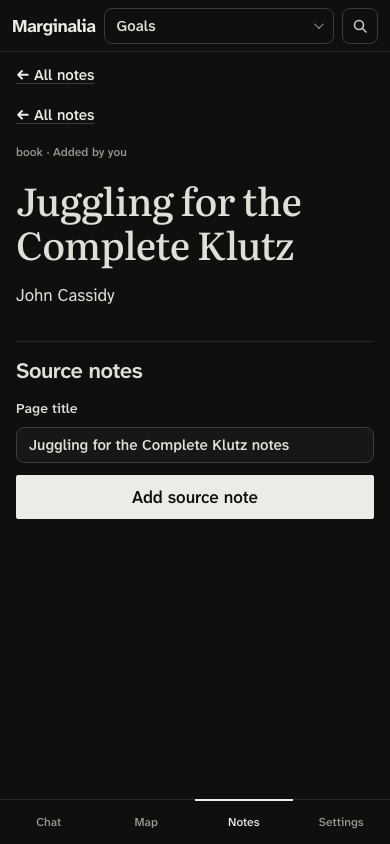 Marginalia
Goals
← All notes
← All notes
book · Added by you
Juggling for the
Complete Klutz
John Cassidy
Source notes
Page title
Juggling for the Complete Klutz notes
Add source note
Chat
Map
Notes
Settings